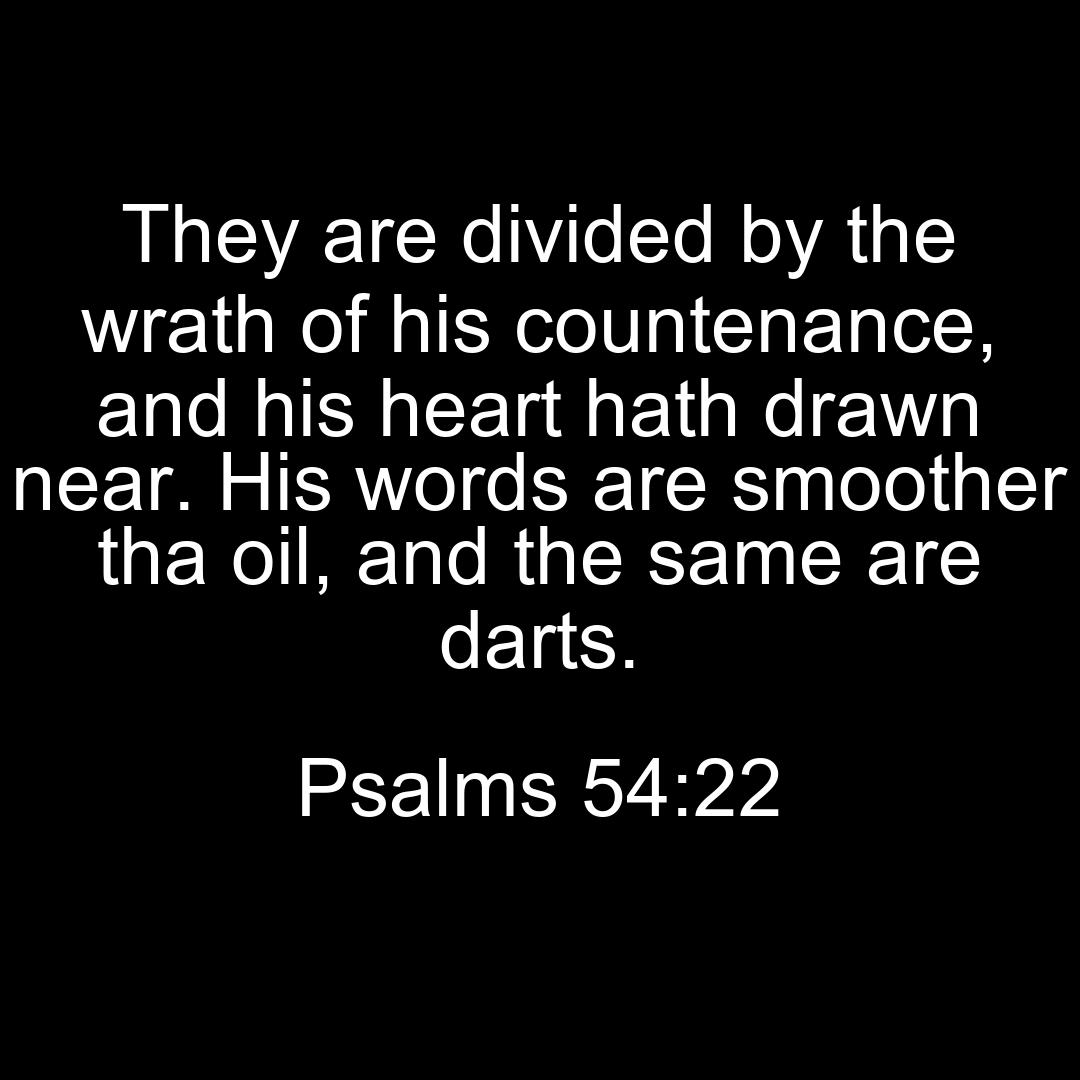 They are divided by the
wrath of his countenance,
and his heart hath drawn
near. His words are smoother
tha oil, and the same are
darts.
Psalms 54:22